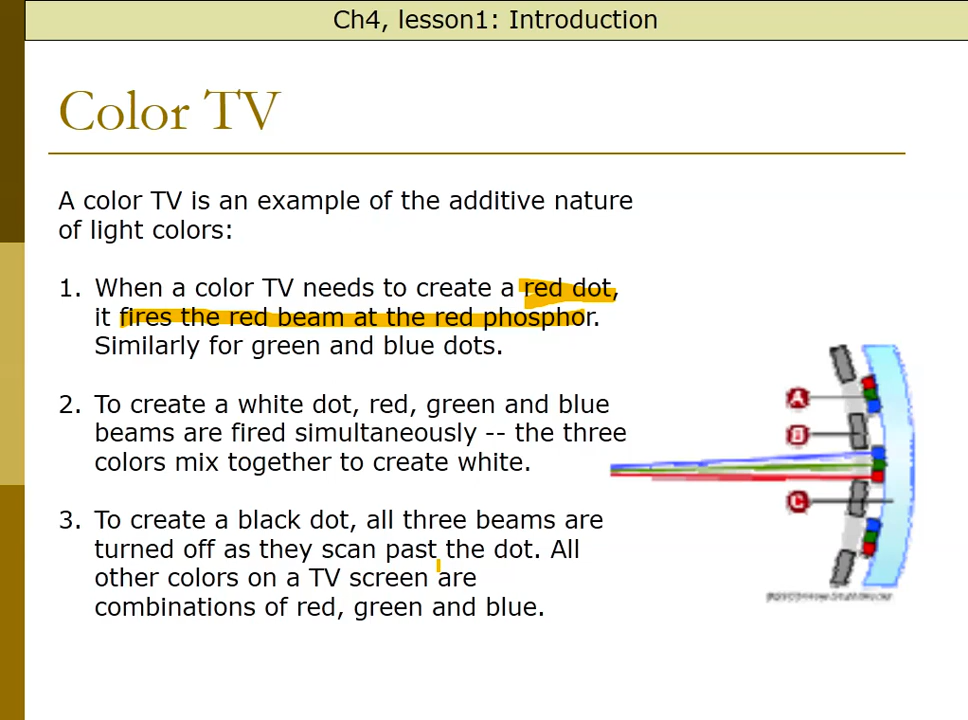 Ch4, lesson1: Introduction
Color TV
A color TV is an example of the additive nature
of light colors:
1. When a color TV needs to create a red dot,
it fires the red beam at the red phosphor.
Similarly for green and blue dots.
2. To create a white dot, red, green and blue
beams are fired simultaneously -- the three
colors mix together to create white.
3. To create a black dot, all three beams are
turned off as they scan past the dot. All
other colors on a TV screen are
combinations of red, green and blue.
A
B
C